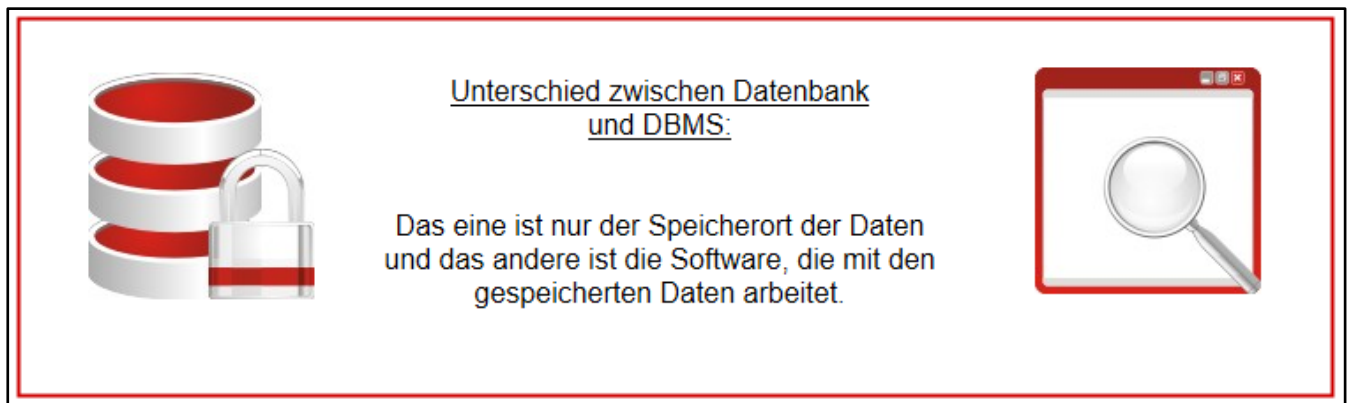 Unterschied zwischen Datenbank
und DBMS:
Das eine ist nur der Speicherort der Daten
und das andere ist die Software, die mit den
gespeicherten Daten arbeitet.